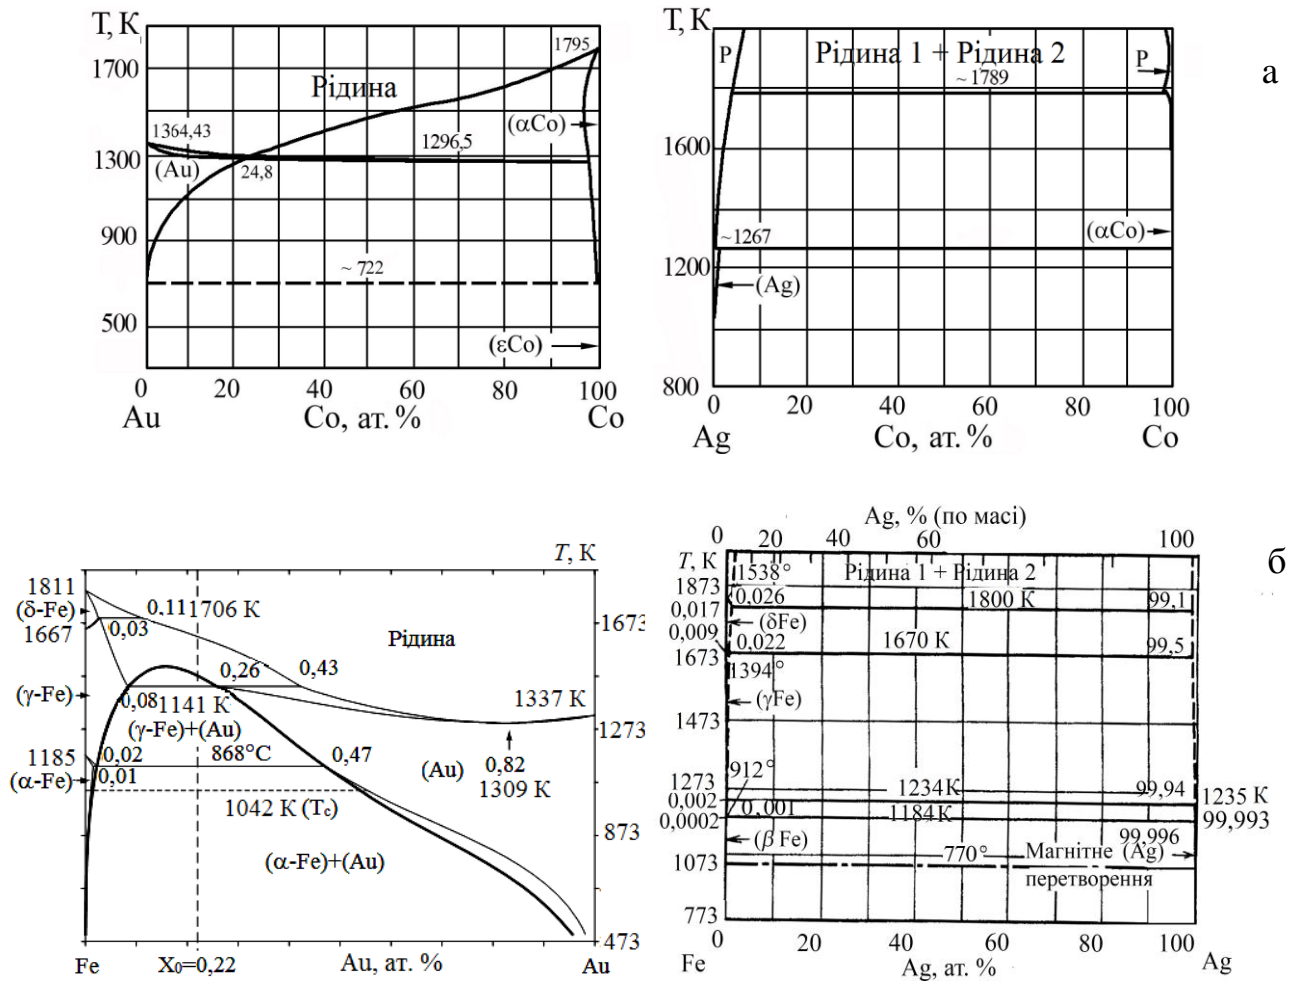 T, K
1795
1700
Рідина
1364,43
(αCo)
1296,5
1300
(Au)
24,8
900
~ 722
500
(εCo)
0 20 40 60 80 100
Au Co, ат. % Co
T, K
P Рідина 1 + Рідина 2 P
~ 1789
1600
(αCo)
~1267
1200
(Ag)
800
0 20 40 60 80 100
Ag Co, ат. % Co
а
T, K
1811
(δ-Fe)
0,11 1706 K
1667
0,03
Рідина
1673
0,26 0,43
(γ-Fe)
0,08 1141 K
1337 K
(γ-Fe)+(Au)
1273
1185
0,02 868°C 0,47
(Au) 0,82
(α-Fe)
0,01
1309 K
1042 K (Tc)
873
(α-Fe)+(Au)
473
Fe X₀=0,22 Au, ат. % Au
Ag, % (по масі)
0 20 40 60 100
T, K
1538° Рідина 1 + Рідина 2
1873
0,026 1800 K 99,1
0,017
(δFe)
0,009
0,022 1670 K 99,5
1673
1394°
(γFe)
1473
912°
1273
1234K 99,94
1235 K
0,002
0,001 1184K
99,993
0,0002
99,996
(β Fe)
770° Магнітне (Ag)
1073
перетворення
773
0 20 40 60 80 100
Fe Ag, ат. % Ag
б